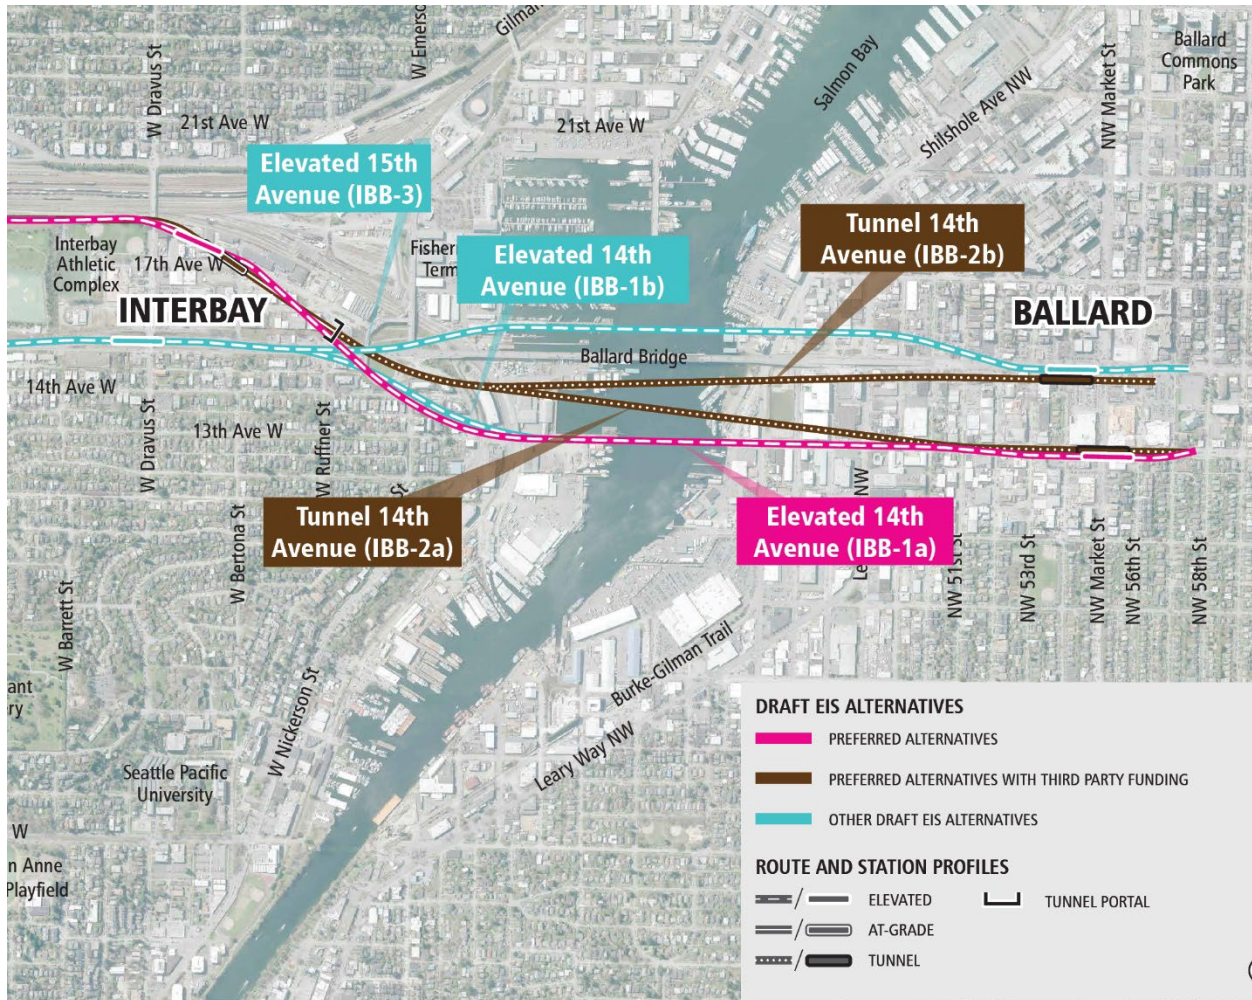 W Dravus St
W Emerso
Gilman
21st Ave W
21st Ave W
Salmon Bay
Shilshole Ave NW
NW Market St
Ballard
Commons
Park
Elevated 15th
Avenue (IBB-3)
Interbay
Athletic
Complex
17th Ave W
INTERBAY
Fisher
Term
Elevated 14th
Avenue (IBB-1b)
Tunnel 14th
Avenue (IBB-2b)
BALLARD
Ballard Bridge
14th Ave W
W Dravus St
13th Ave W
W Ruffner St
St
Tunnel 14th
Avenue (IBB-2a)
Elevated 14th
Avenue (IBB-1a)
NW
NW 51st St
NW 53rd St
NW Market St
NW 56th St
NW 58th St
W Barrett St
W Bertona St
W Nickerson St
Burke-Gilman Trail
Leary Way NW
ant
ry
Seattle Pacific
University
W
n Anne
Playfield
DRAFT EIS ALTERNATIVES
PREFERRED ALTERNATIVES
PREFERRED ALTERNATIVES WITH THIRD PARTY FUNDING
OTHER DRAFT EIS ALTERNATIVES
ROUTE AND STATION PROFILES
ELEVATED
TUNNEL PORTAL
AT-GRADE
TUNNEL